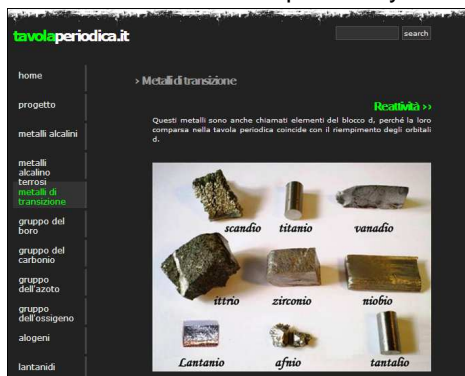 tavolaperiodica.it
search
home
progetto
metalli alcalini
metalli
alcalino
terrosi
metalli di
transizione
gruppo del
boro
gruppo del
carbonio
gruppo
dell'azoto
gruppo
dell'ossigeno
alogeni
lantanidi
› Metalli di transizione
Reattività ››
Questi metalli sono anche chiamati elementi del blocco d, perché la loro
comparsa nella tavola periodica coincide con il riempimento degli orbitali
d.
scandio titanio vanadio
ittrio zirconio niobio
Lantanio afnio tantalio